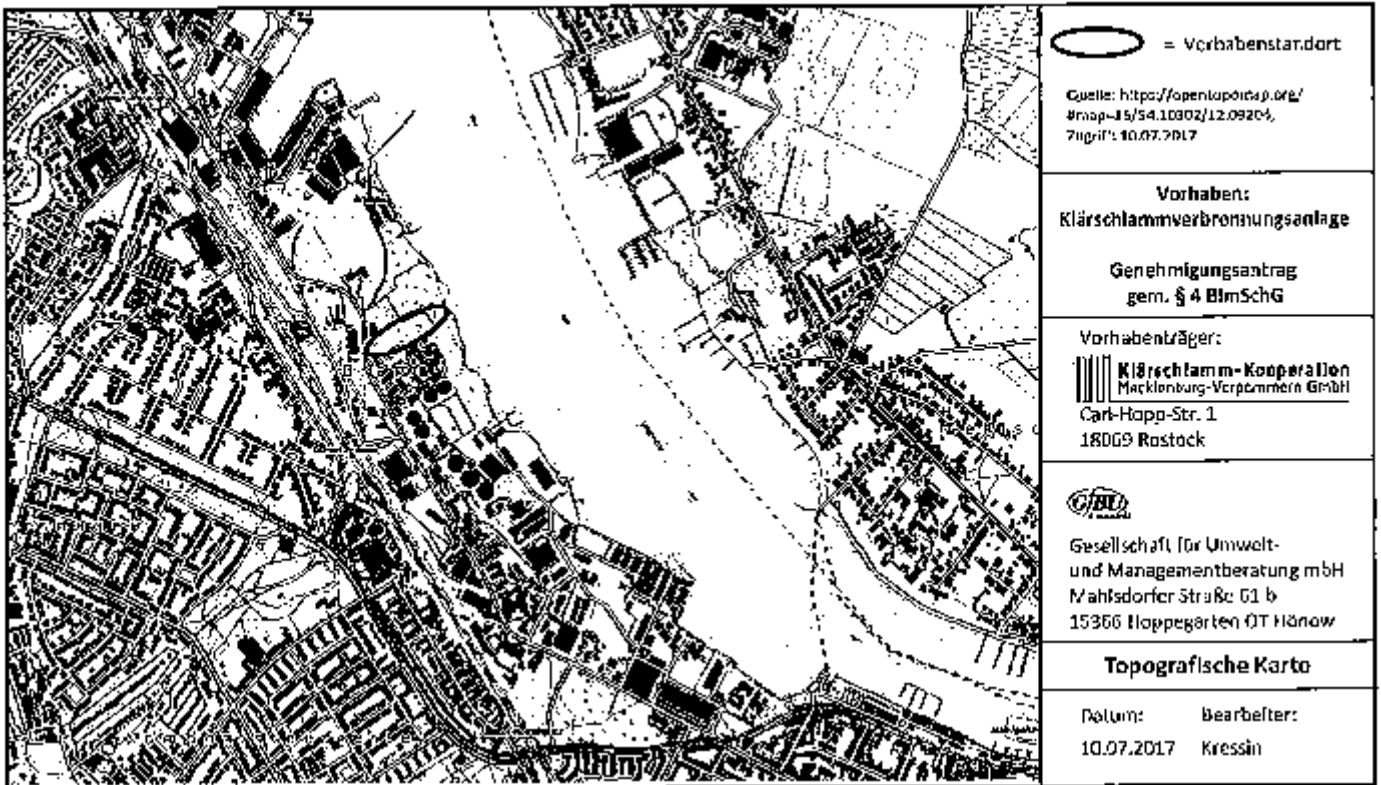 = Vorhabenstandort
Quelle: https://opentopomap.org/
#map=15/54.10302/12.09204,
Zugriff: 10.07.2017
Vorhaben:
Klärschlammverbrennungsanlage
Genehmigungsantrag
gem. § 4 BImSchG
Vorhabenträger:
Klärschlamm-Kooperation
Mecklenburg-Vorpommern GmbH
Carl-Hopp-Str. 1
18069 Rostock
Gesellschaft für Umwelt-
und Managementberatung mbH
Mahlsdorfer Straße 61 b
15366 Hoppegarten OT Hönow
Topografische Karte
Datum: Bearbeiter:
10.07.2017 Kressin